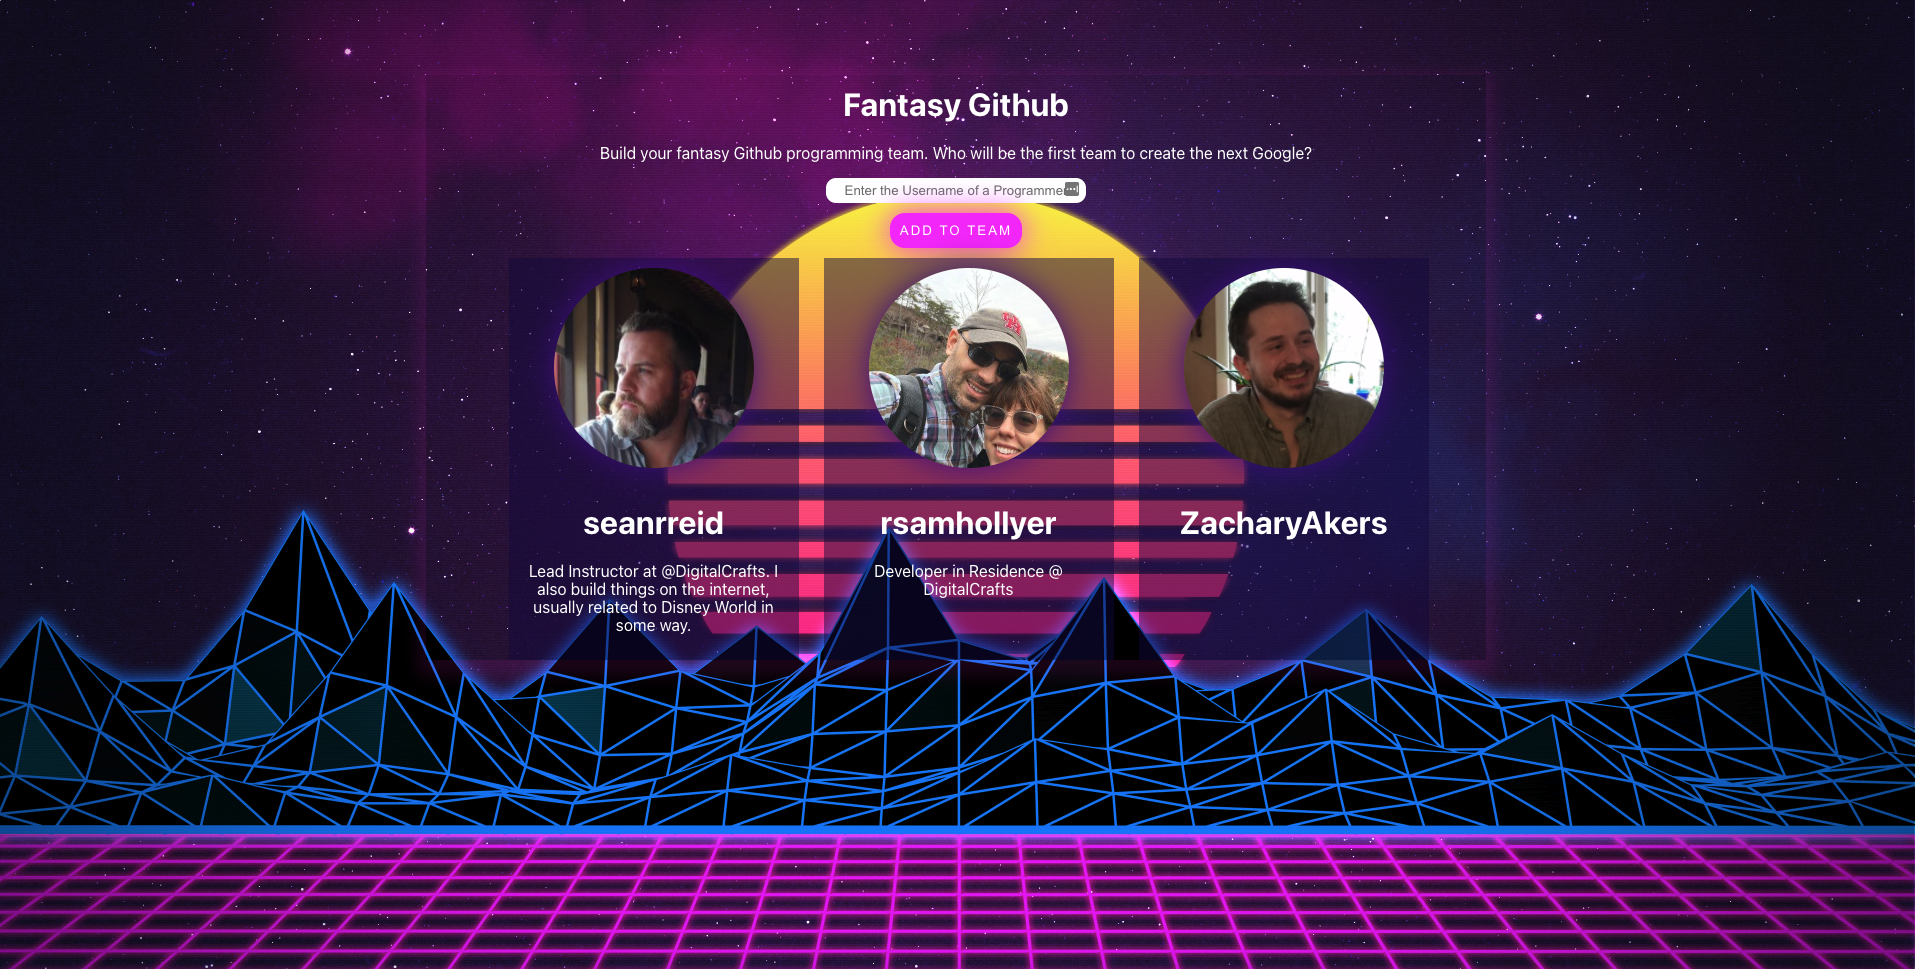 Fantasy Github
Build your fantasy Github programming team. Who will be the first team to create the next Google?
Enter the Username of a Programme
ADD TO TEAM
seanrreid
Lead Instructor at @DigitalCrafts. I
also build things on the internet,
usually related to Disney World in
some way.
rsamhollyer
Developer in Residence @
DigitalCrafts
ZacharyAkers